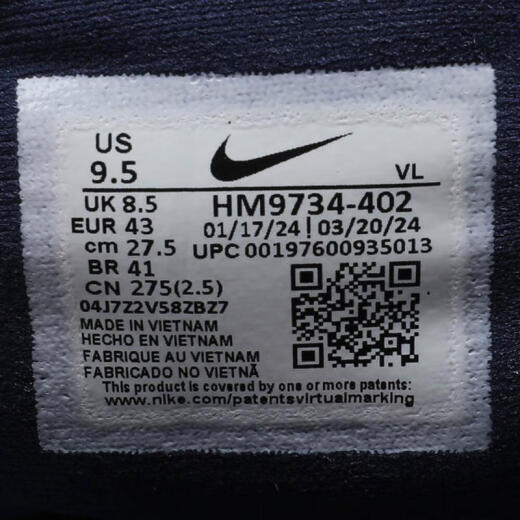 US
9.5
VL
UK 8.5
HM9734-402
EUR 43
01/17/24 | 03/20/24
cm 27.5
UPC 00197600935013
BR 41
CN 275(2.5)
04J7Z2V58ZBZ7
MADE IN VIETNAM
HECHO EN VIETNAM
FABRIQUE AU VIETNAM
FABRICADO NO VIETNÃ
This product is covered by one or more patents:
www.nike.com/patentsvirtualmarking